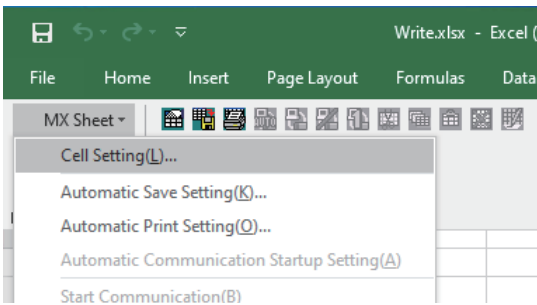 Write.xlsx - Excel (
File Home Insert Page Layout Formulas Data
MX Sheet
Cell Setting(L)...
Automatic Save Setting(K)...
Automatic Print Setting(O)...
Automatic Communication Startup Setting(A)
Start Communication(B)